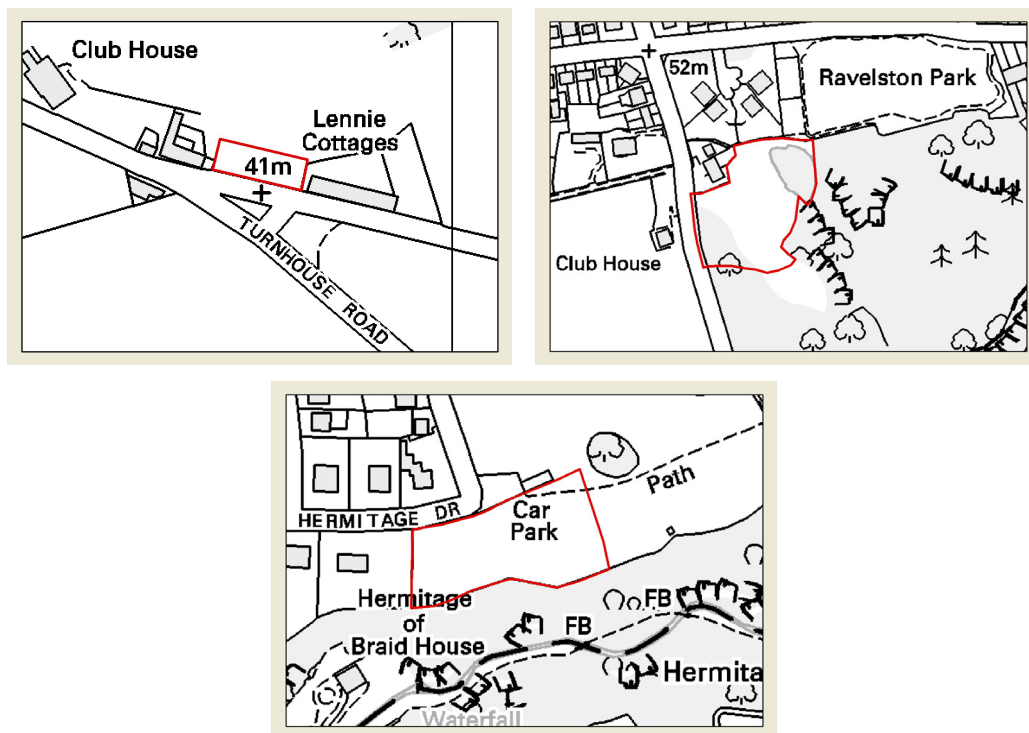 Club House
Lennie
Cottages
41m
TURNHOUSE ROAD
52m
Ravelston Park
Club House
HERMITAGE DR
Path
Car
Park
Hermitage
of
Braid House
FB
FB
Hermita
Waterfall